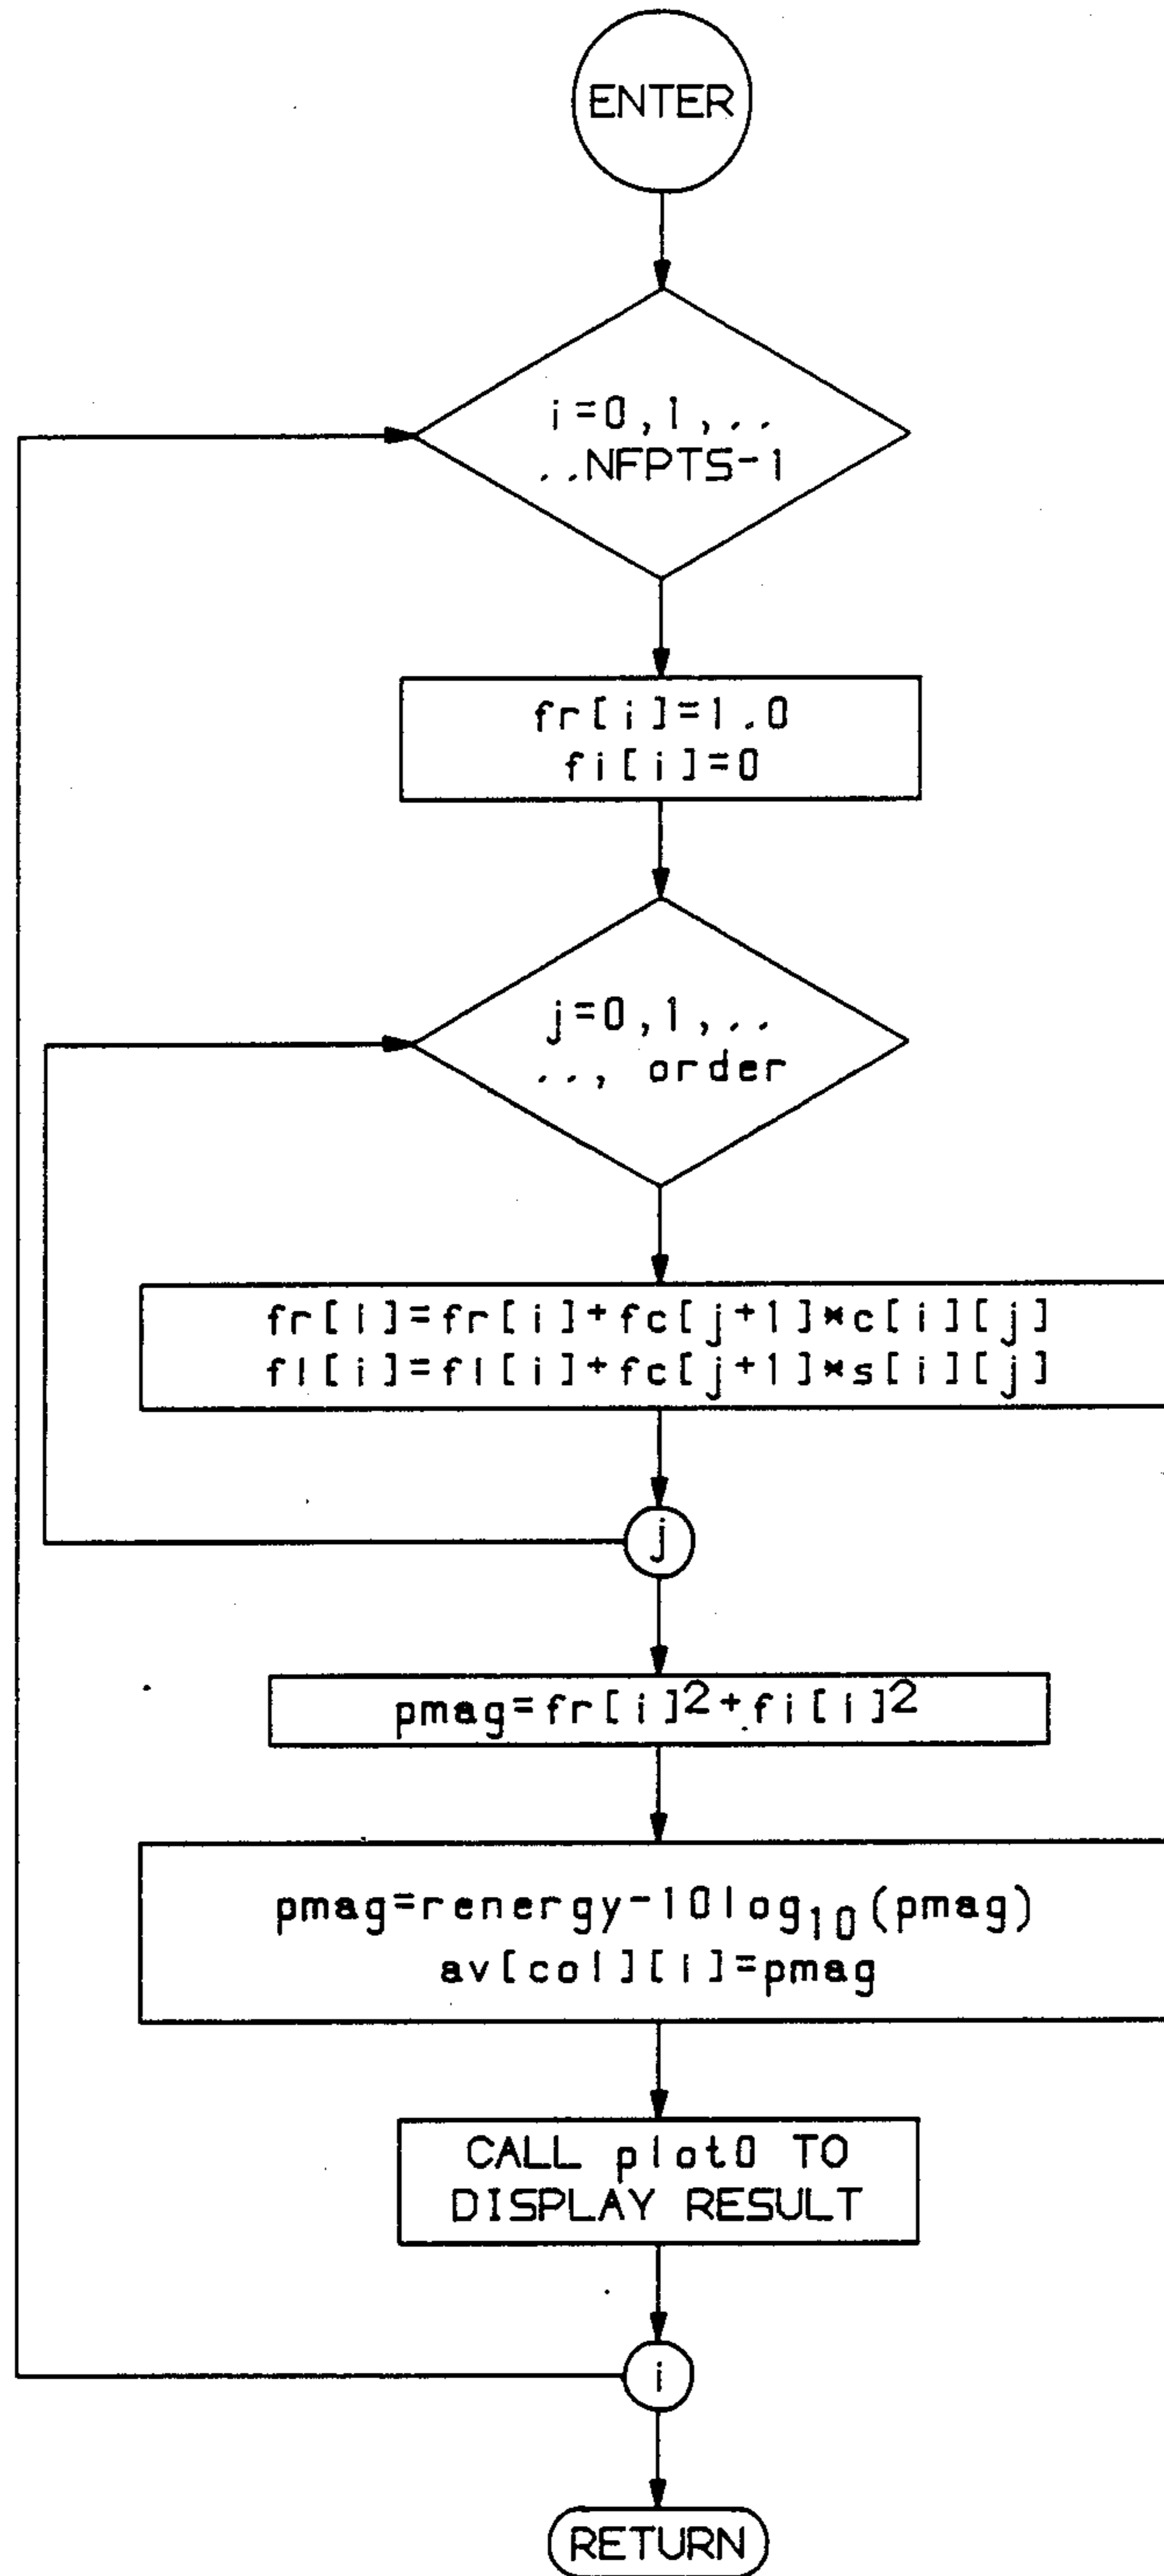 ENTER
i=0,1,..
..NFPTS-1
fr[i]=1.0
fi[i]=0
j=0,1,..
.., order
fr[i]=fr[i]+fc[j+1]*c[i][j]
fi[i]=fi[i]+fc[j+1]*s[i][j]
j
pmag=fr[i]²+fi[i]²
pmag=renergy-10log₁₀(pmag)
av[col][i]=pmag
CALL plot0 TO
DISPLAY RESULT
i
RETURN